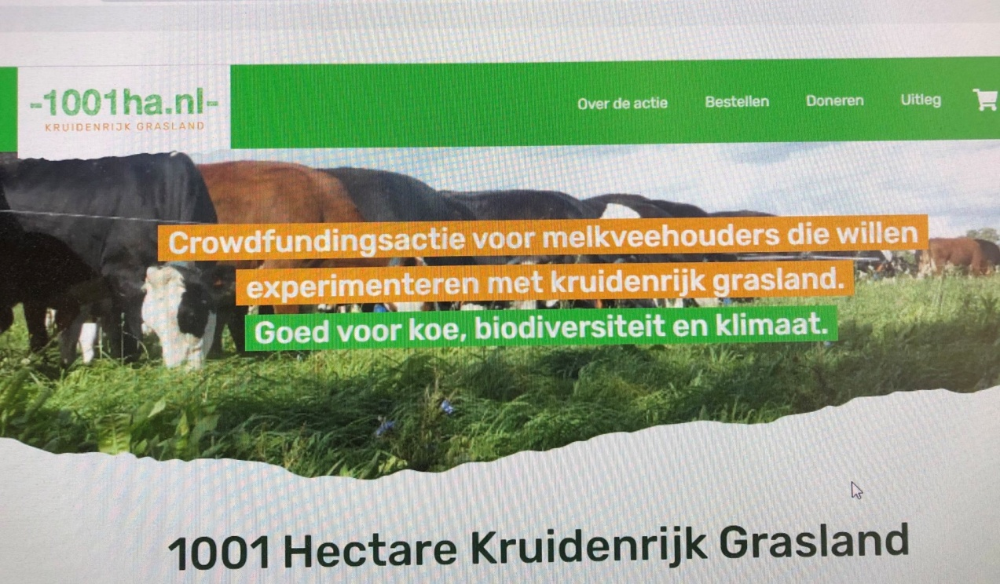 -1001ha.nl-
KRUIDENRIJK GRASLAND
Over de actie Bestellen Doneren Uitleg
Crowdfundingsactie voor melkveehouders die willen
experimenteren met kruidenrijk grasland.
Goed voor koe, biodiversiteit en klimaat.
1001 Hectare Kruidenrijk Grasland